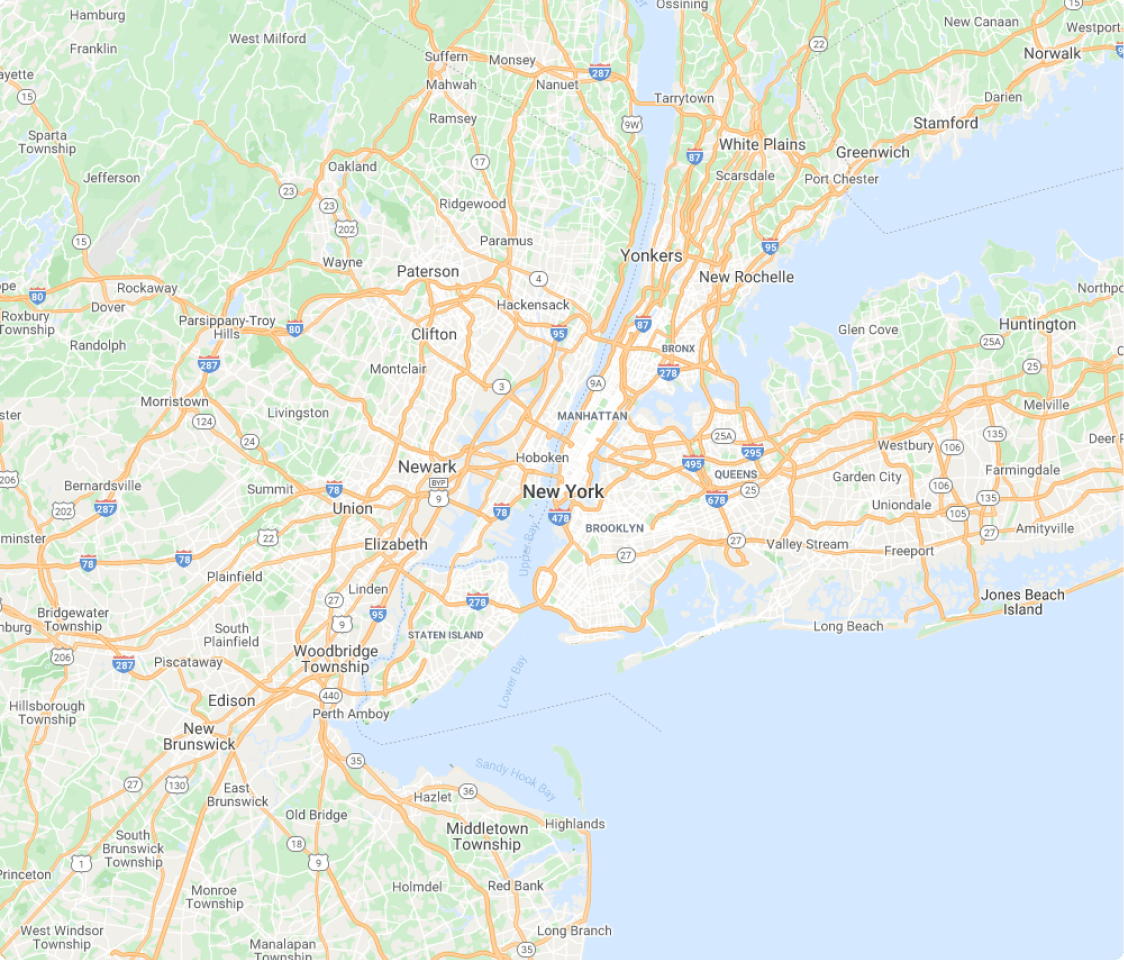 Hamburg
Ossining
15
New Canaan
West Milford
22
Westport
Franklin
Suffern
Monsey
Norwalk
287
Mahwah
Nanuet
15
Tarrytown
Darien
Ramsey
9W
Stamford
Sparta
Township
White Plains
Greenwich
87
17
Oakland
Scarsdale
Port Chester
Jefferson
23
23
Ridgewood
202
15
Paramus
95
Yonkers
Wayne
Paterson
New Rochelle
4
80
Rockaway
Dover
Hackensack
Roxbury
Township
Parsippany-Troy
Hills
80
Clifton
95
87
Glen Cove
Huntington
Randolph
BRONX
25A
287
Montclair
278
25
3
9A
Morristown
Livingston
MANHATTAN
Melville
124
24
25A
135
Westbury
106
295
Hoboken
Newark
495
QUEENS
Garden City
Farmingdale
206
BYP
9
Bernardsville
Summit
78
New York
25
106
135
287
202
Union
78
478
678
Uniondale
105
BROOKLYN
Amityville
27
22
Elizabeth
Upper Bay
27
27
Valley Stream
Freeport
78
78
Plainfield
Linden
27
95
278
Jones Beach
Island
Bridgewater
Township
9
South
Plainfield
STATEN ISLAND
Long Beach
206
287
Piscataway
Woodbridge
Township
Lower Bay
440
Edison
Hillsborough
Township
Perth Amboy
New
Brunswick
35
Sandy Hook Bay
27
130
East
Brunswick
36
Hazlet
Old Bridge
Highlands
Middletown
Township
South
Brunswick
Township
18
1
9
Princeton
Monroe
Township
Holmdel
Red Bank
West Windsor
Township
Long Branch
Manalapan
Township
35